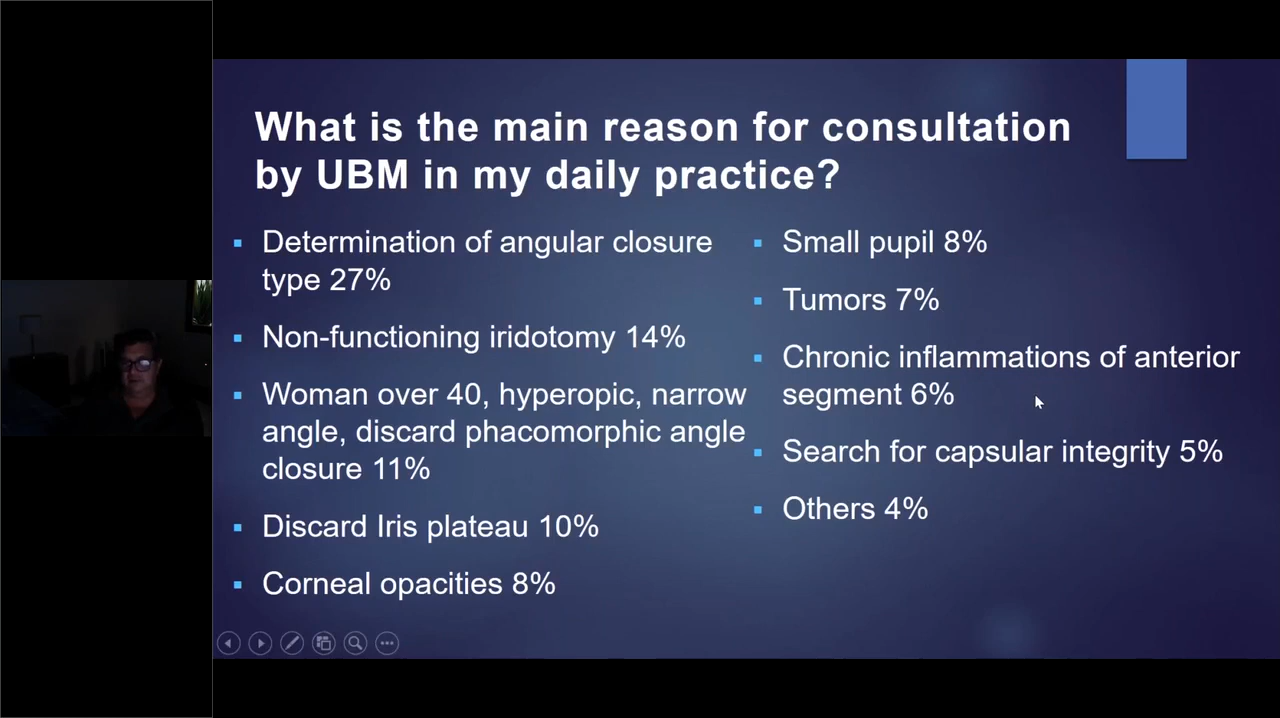 What is the main reason for consultation
by UBM in my daily practice?
Determination of angular closure
type 27%
Non-functioning iridotomy 14%
Woman over 40, hyperopic, narrow
angle, discard phacomorphic angle
closure 11%
Discard Iris plateau 10%
Corneal opacities 8%
Small pupil 8%
Tumors 7%
Chronic inflammations of anterior
segment 6%
Search for capsular integrity 5%
Others 4%